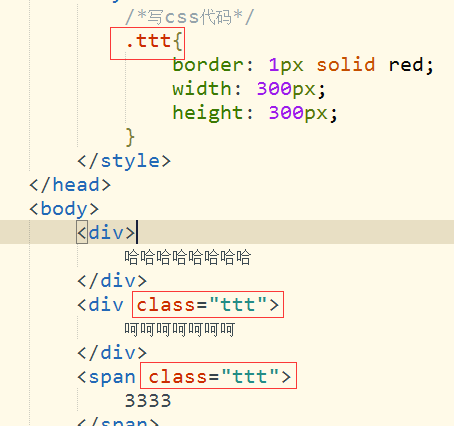 /*写css代码*/
.ttt{
border: 1px solid red;
width: 300px;
height: 300px;
}
</style>
</head>
<body>
<div>
哈哈哈哈哈哈哈哈
</div>
<div class="ttt">
呵呵呵呵呵呵呵
</div>
<span class="ttt">
3333
</span>